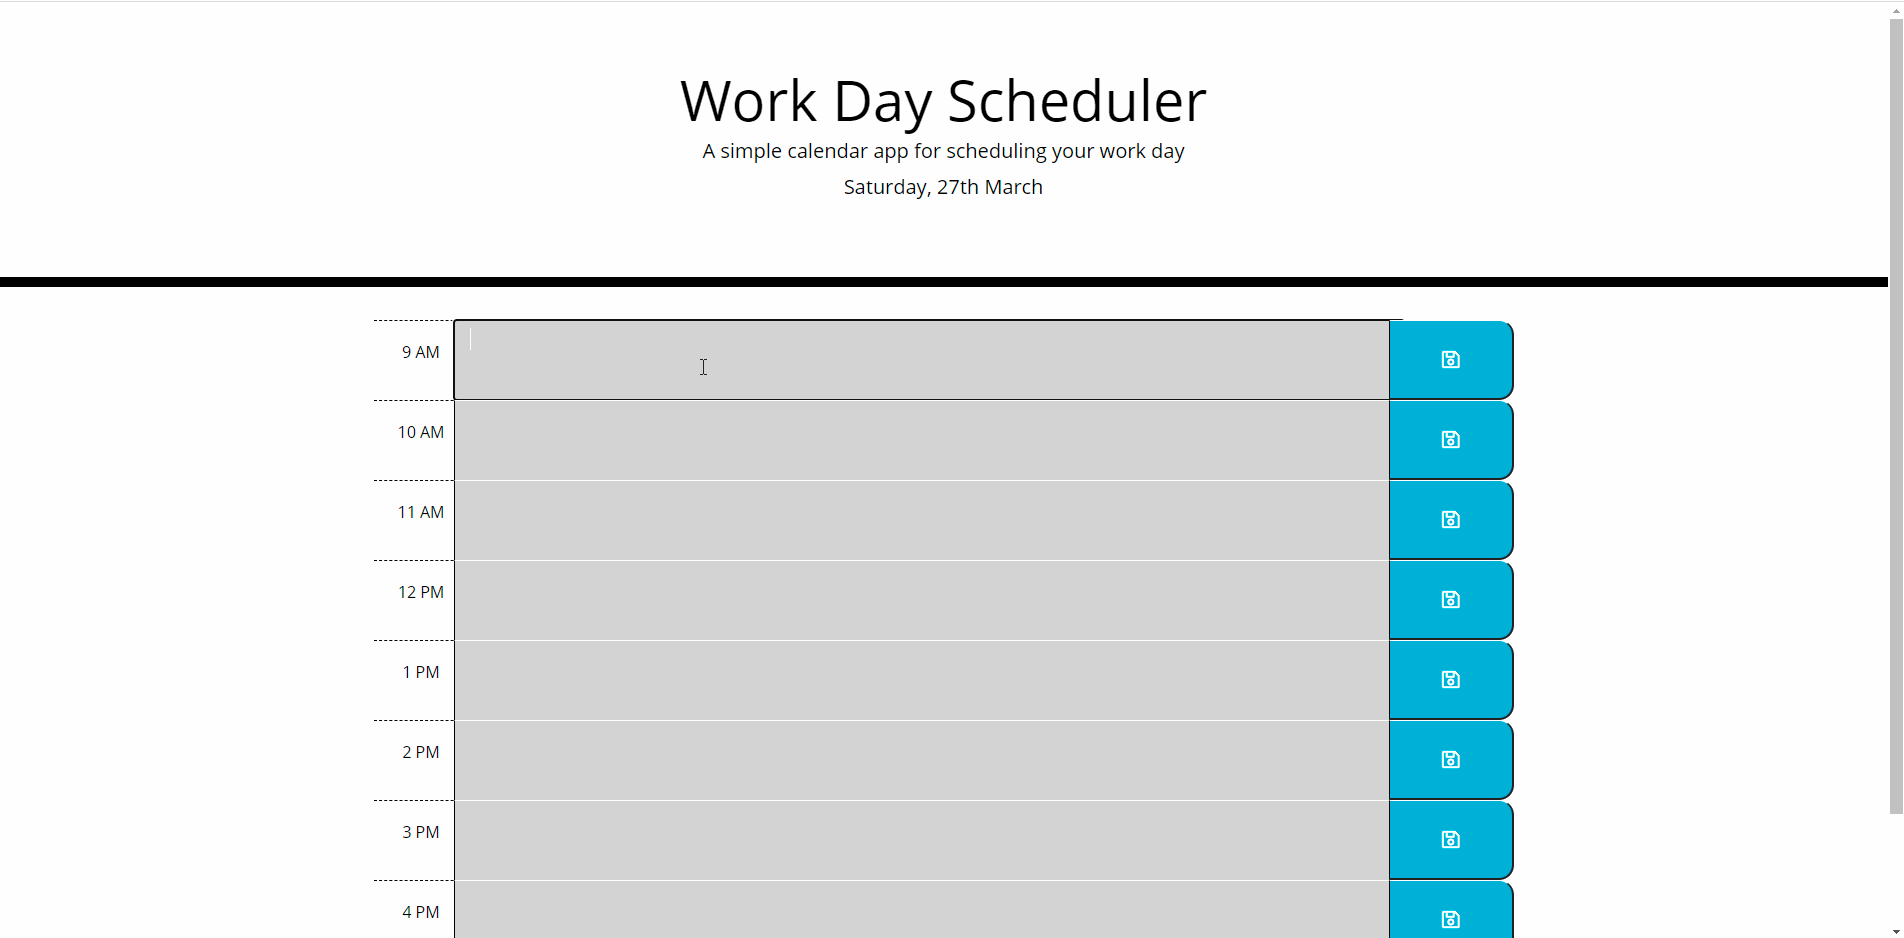 Work Day Scheduler
A simple calendar app for scheduling your work day
Saturday, 27th March
9 AM
10 AM
11 AM
12 PM
1 PM
2 PM
3 PM
4 PM